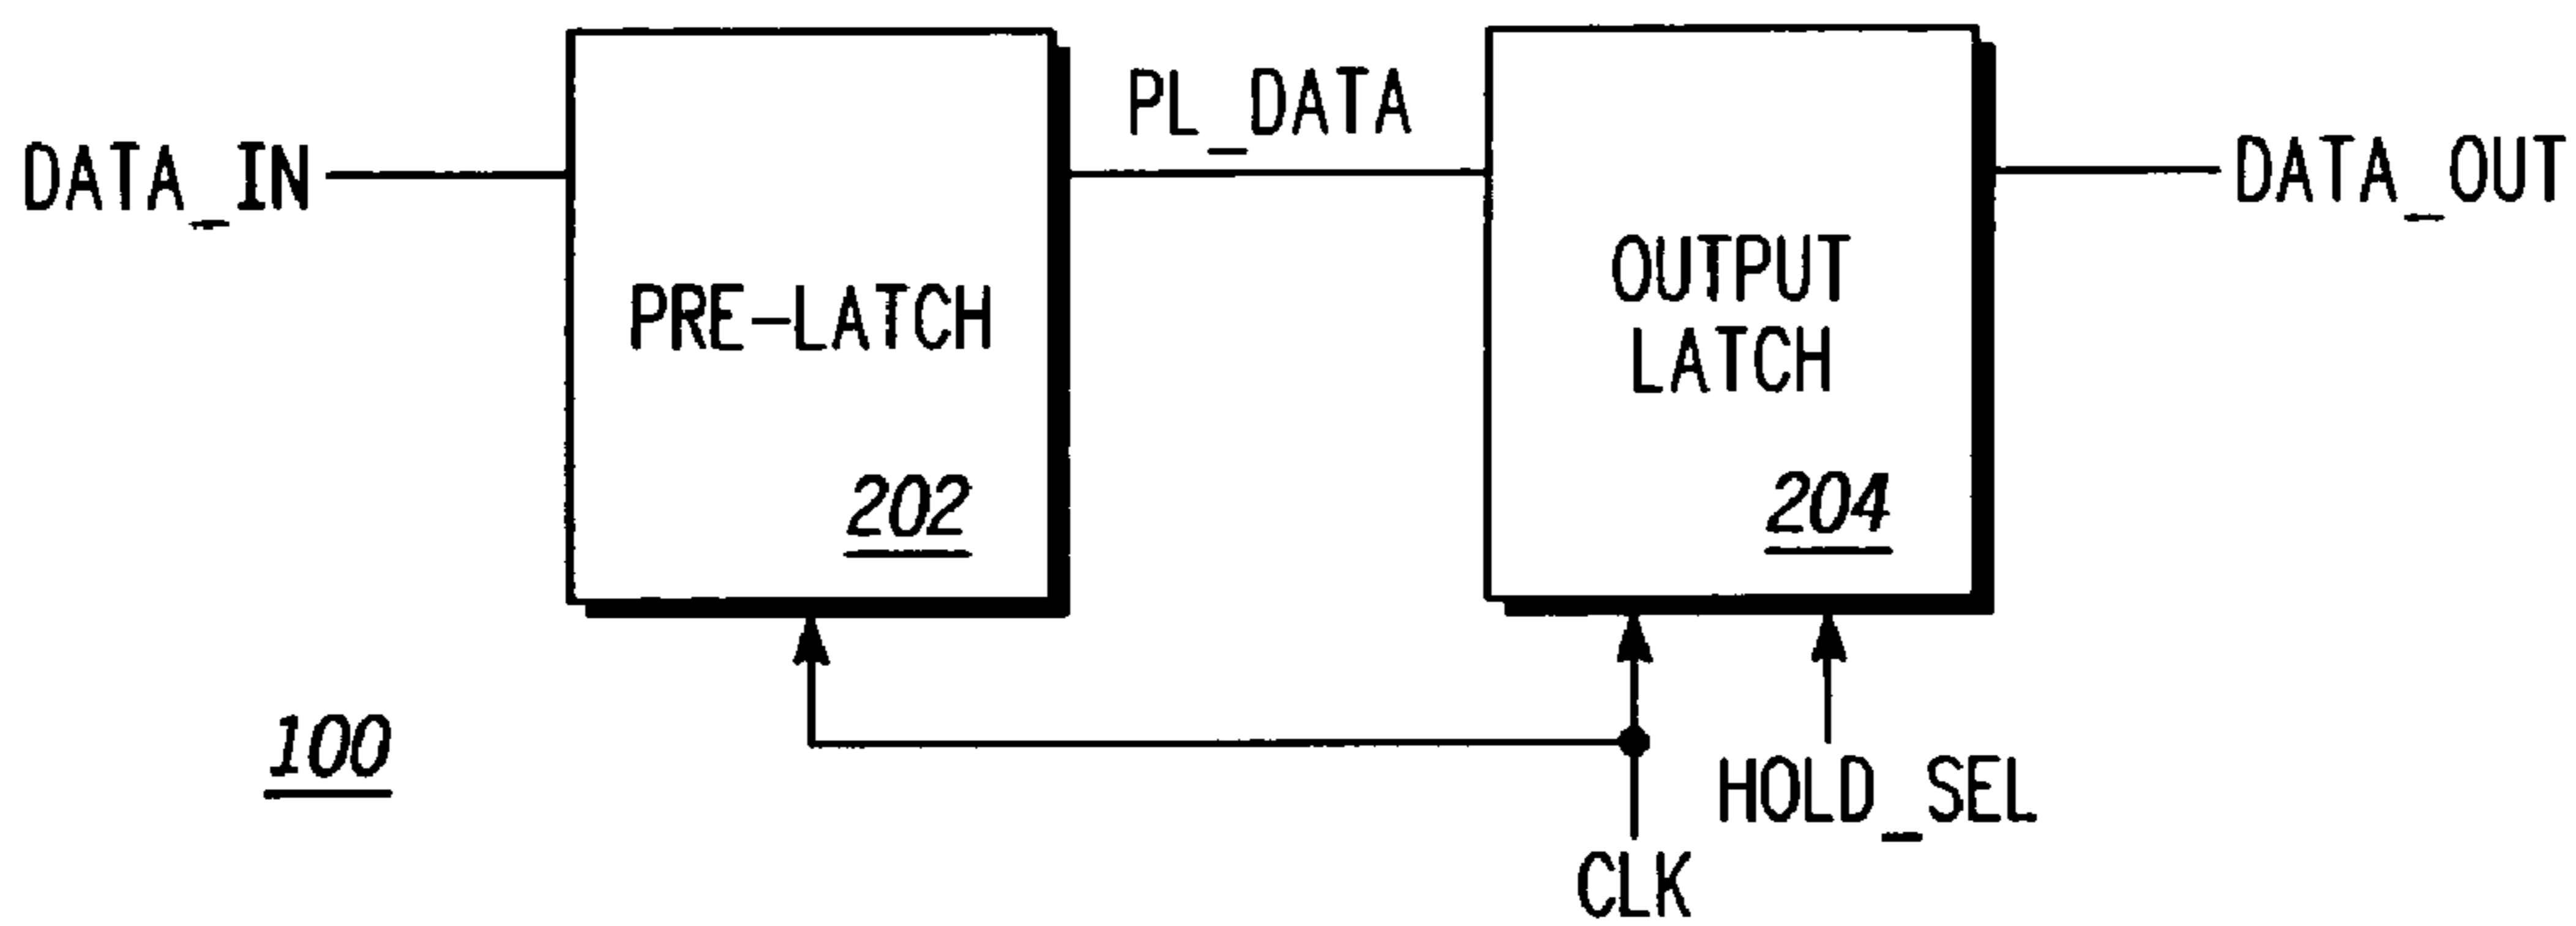 PL_DATA
DATA_IN
DATA_OUT
PRE-LATCH
OUTPUT
LATCH
202
204
100
HOLD_SEL
CLK